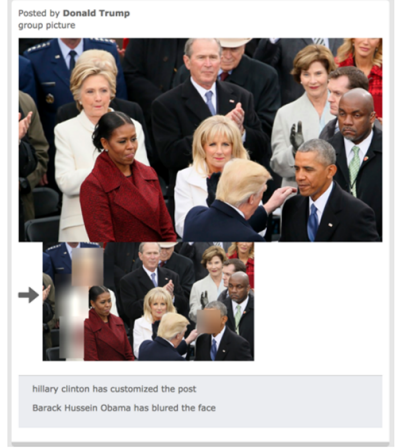 Posted by Donald Trump
group picture
hillary clinton has customized the post
Barack Hussein Obama has blured the face